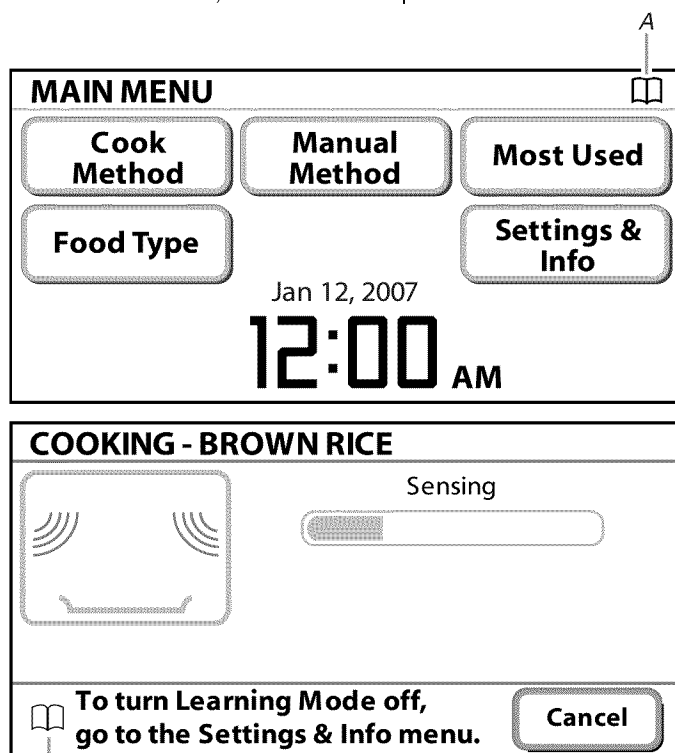 A
MAIN MENU
Cook
Method
Manual
Method
Most Used
Food Type
Settings &
Info
Jan 12, 2007
12:00 AM
COOKING - BROWN RICE
Sensing
To turn Learning Mode off,
go to the Settings & Info menu.
Cancel